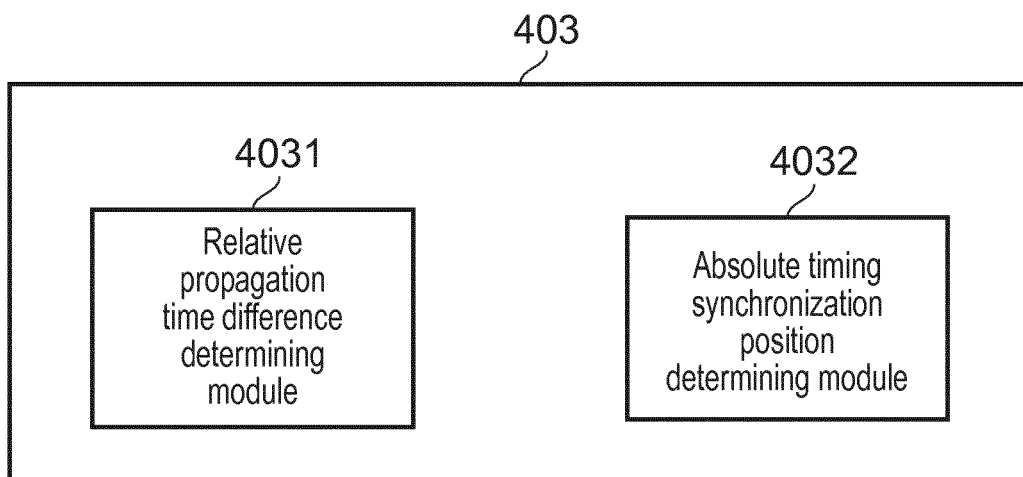 403
4031
4032
Relative
propagation
time difference
determining
module
Absolute timing
synchronization
position
determining module